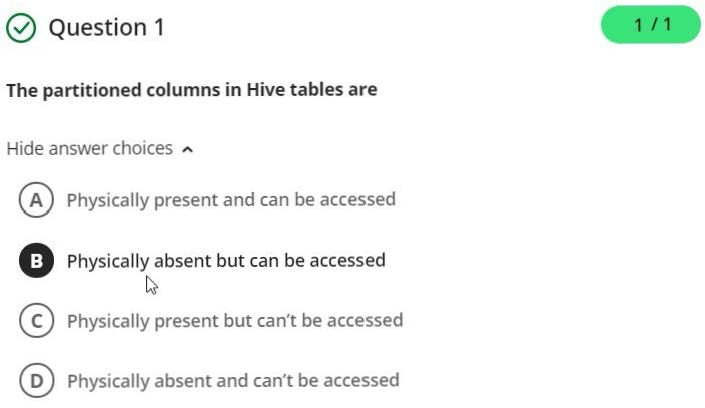 Question 1
1 / 1
The partitioned columns in Hive tables are
Hide answer choices
A Physically present and can be accessed
B Physically absent but can be accessed
C Physically present but can't be accessed
D Physically absent and can't be accessed